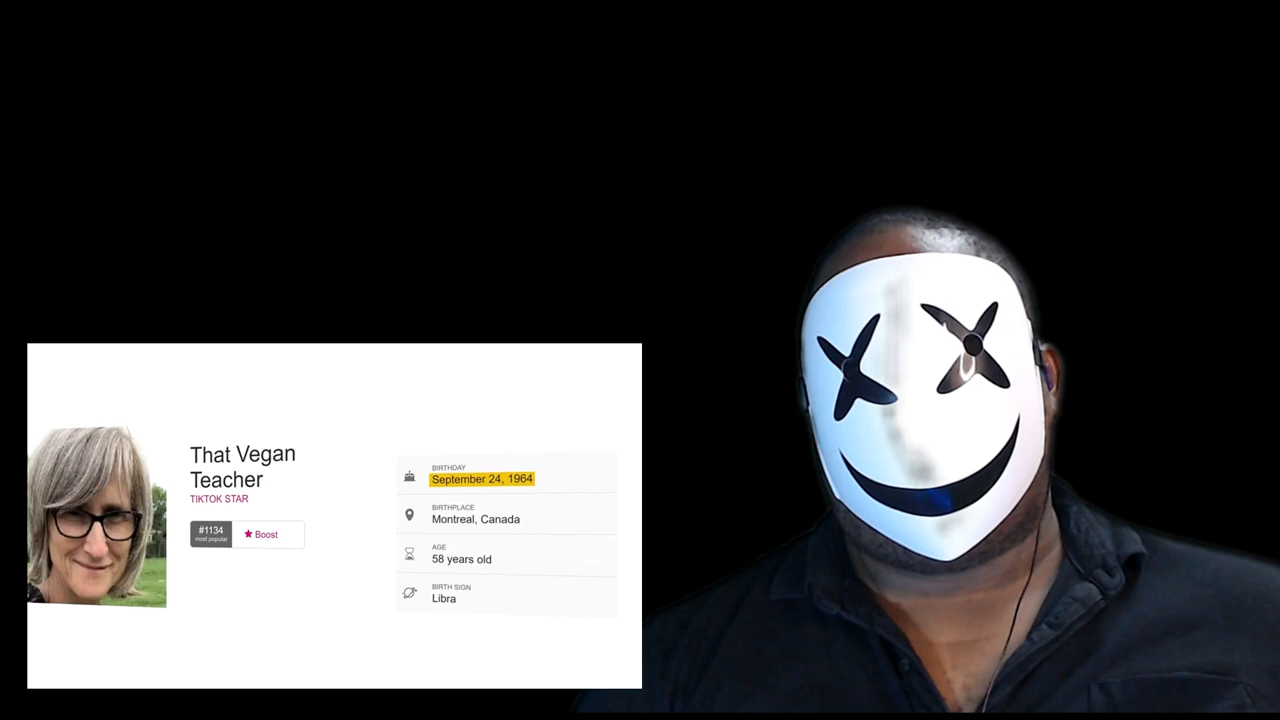 That Vegan
Teacher
TIKTOK STAR
#1134
most popular
Boost
BIRTHDAY
September 24, 1964
BIRTHPLACE
Montreal, Canada
AGE
58 years old
BIRTH SIGN
Libra